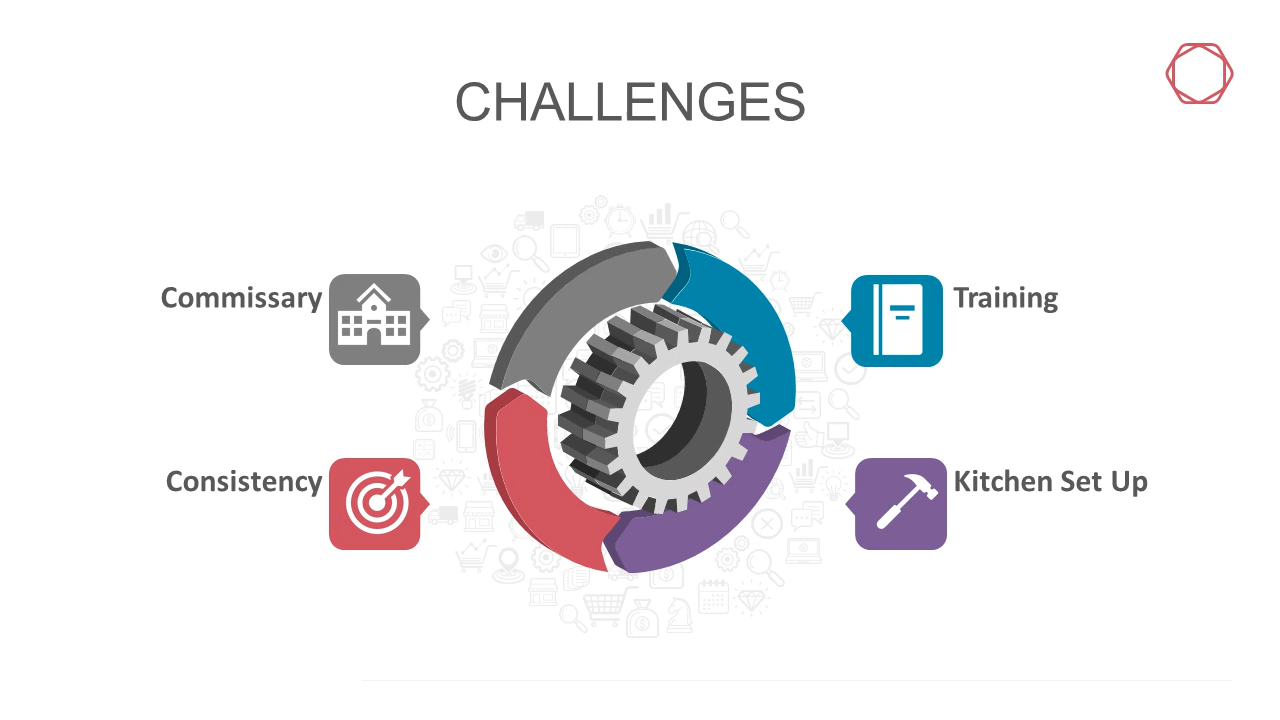 CHALLENGES
Commissary
Training
Consistency
Kitchen Set Up